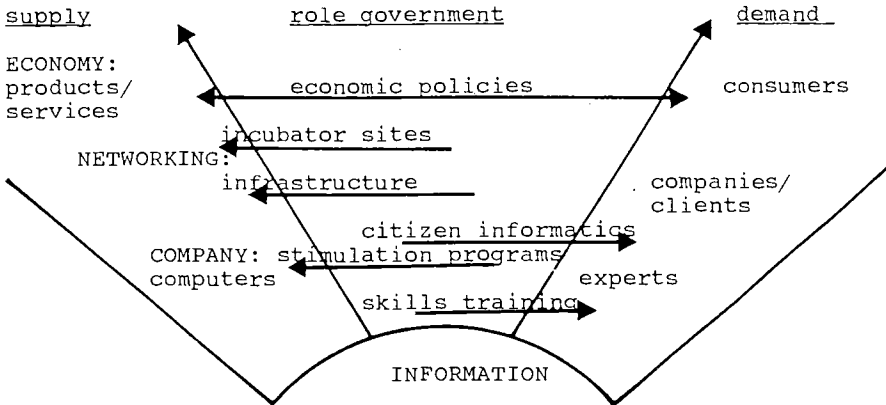 supply role government demand
ECONOMY:
products/ economic policies consumers
services
incubator sites
NETWORKING:
infrastructure companies/
clients
citizen informatics
COMPANY: stimulation programs
computers experts
skills training
INFORMATION